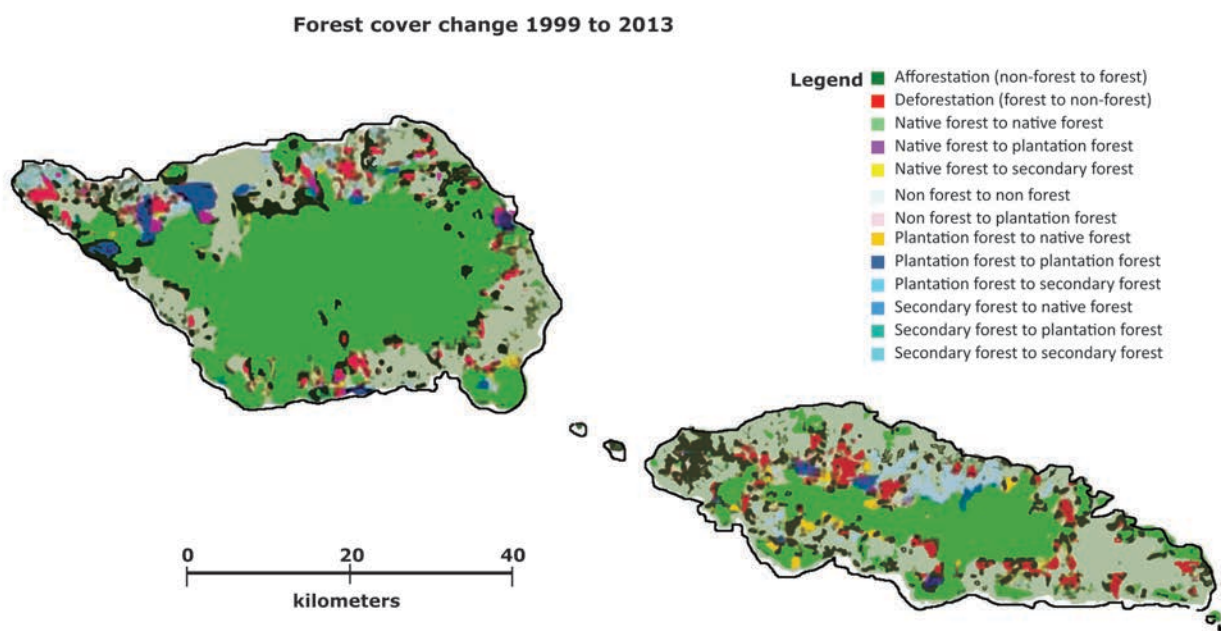 Forest cover change 1999 to 2013
Legend
Afforestation (non-forest to forest)
Deforestation (forest to non-forest)
Native forest to native forest
Native forest to plantation forest
Native forest to secondary forest
Non forest to non forest
Non forest to plantation forest
Plantation forest to native forest
Plantation forest to plantation forest
Plantation forest to secondary forest
Secondary forest to native forest
Secondary forest to plantation forest
Secondary forest to secondary forest
0 20 40
kilometers